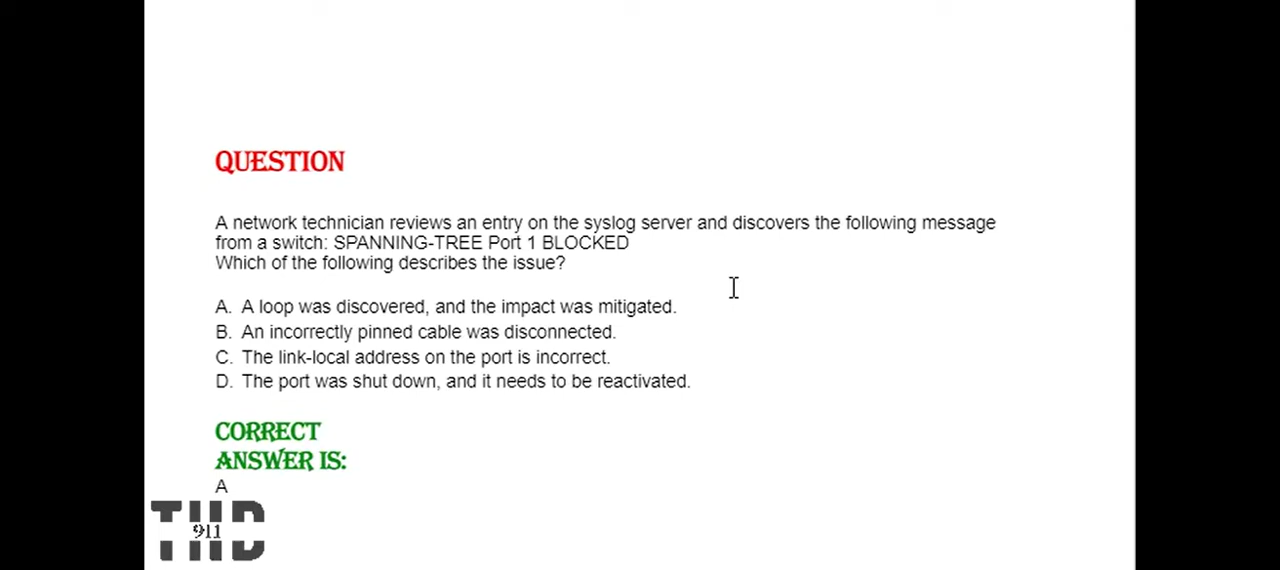 QUESTION
A network technician reviews an entry on the syslog server and discovers the following message
from a switch: SPANNING-TREE Port 1 BLOCKED
Which of the following describes the issue?
A. A loop was discovered, and the impact was mitigated.
B. An incorrectly pinned cable was disconnected.
C. The link-local address on the port is incorrect.
D. The port was shut down, and it needs to be reactivated.
CORRECT
ANSWER IS:
A
THD
911